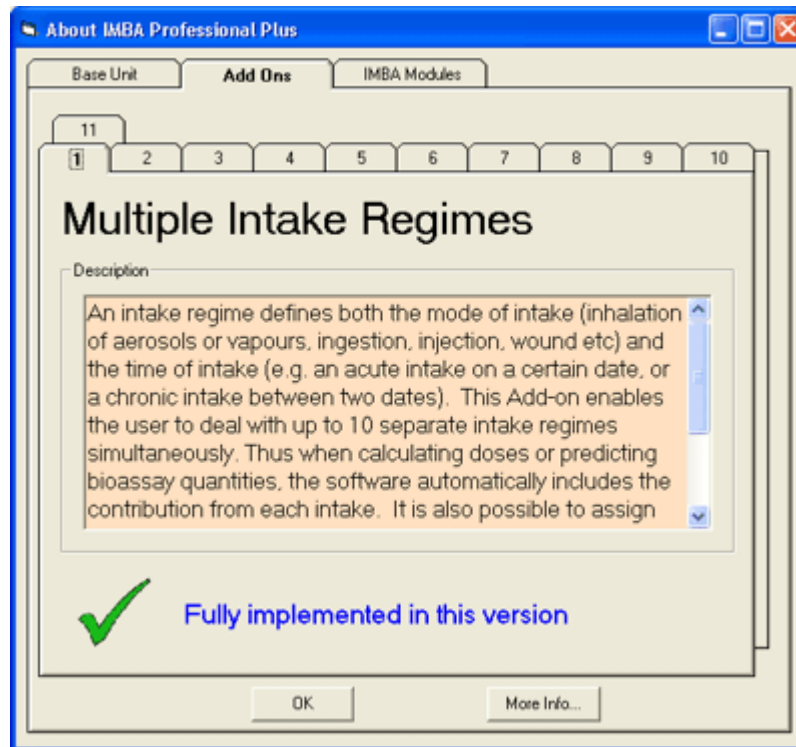 About IMBA Professional Plus
Base Unit Add Ons IMBA Modules
11
1 2 3 4 5 6 7 8 9 10
Multiple Intake Regimes
Description
An intake regime defines both the mode of intake (inhalation
of aerosols or vapours, ingestion, injection, wound etc) and
the time of intake (e.g. an acute intake on a certain date, or
a chronic intake between two dates).  This Add-on enables
the user to deal with up to 10 separate intake regimes
simultaneously. Thus when calculating doses or predicting
bioassay quantities, the software automatically includes the
contribution from each intake.  It is also possible to assign
Fully implemented in this version
OK More Info...